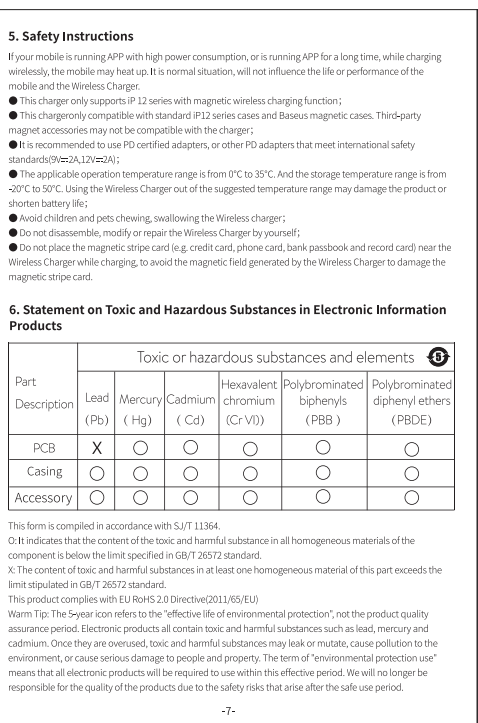 5. Safety Instructions
If your mobile is running APP with high power consumption, or is running APP for a long time, while charging
wirelessly, the mobile may heat up. It is normal situation, will not influence the life or performance of the
mobile and the Wireless Charger.
● This charger only supports iP 12 series with magnetic wireless charging function;
● This chargeronly compatible with standard iP12 series cases and Baseus magnetic cases. Third-party
magnet accessories may not be compatible with the charger;
● It is recommended to use PD certified adapters, or other PD adapters that meet international safety
standards(9V⎓2A,12V⎓2A);
● The applicable operation temperature range is from 0°C to 35°C. And the storage temperature range is from
-20°C to 50°C. Using the Wireless Charger out of the suggested temperature range may damage the product or
shorten battery life;
● Avoid children and pets chewing, swallowing the Wireless charger;
● Do not disassemble, modify or repair the Wireless Charger by yourself;
● Do not place the magnetic stripe card (e.g. credit card, phone card, bank passbook and record card) near the
Wireless Charger while charging, to avoid the magnetic field generated by the Wireless Charger to damage the
magnetic stripe card.
6. Statement on Toxic and Hazardous Substances in Electronic Information
Products
Toxic or hazardous substances and elements 5
Part Description Lead (Pb) Mercury (Hg) Cadmium (Cd) Hexavalent chromium (Cr VI)) Polybrominated biphenyls (PBB) Polybrominated diphenyl ethers (PBDE)
PCB X ○ ○ ○ ○ ○
Casing ○ ○ ○ ○ ○ ○
Accessory ○ ○ ○ ○ ○ ○
This form is compiled in accordance with SJ/T 11364.
O: It indicates that the content of the toxic and harmful substance in all homogeneous materials of the
component is below the limit specified in GB/T 26572 standard.
X: The content of toxic and harmful substances in at least one homogeneous material of this part exceeds the
limit stipulated in GB/T 26572 standard.
This product complies with EU RoHS 2.0 Directive(2011/65/EU)
Warm Tip: The 5-year icon refers to the "effective life of environmental protection", not the product quality
assurance period. Electronic products all contain toxic and harmful substances such as lead, mercury and
cadmium. Once they are overused, toxic and harmful substances may leak or mutate, cause pollution to the
environment, or cause serious damage to people and property. The term of "environmental protection use"
means that all electronic products will be required to use within this effective period. We will no longer be
responsible for the quality of the products due to the safety risks that arise after the safe use period.
-7-